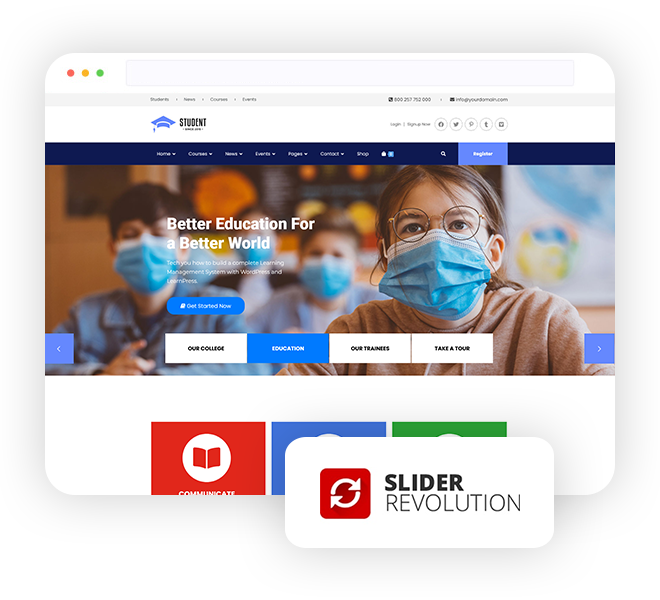 Students News Courses Events 800 257 752 000 info@yourdomain.com
STUDENT
SINCE 1970
Login | Signup Now
Home Courses News Events Pages Contact Shop 0 Register
Better Education For
a Better World
Tech you how to build a complete Learning
Management System with WordPress and
LearnPress.
Get Started Now
OUR COLLEGE EDUCATION OUR TRAINEES TAKE A TOUR
COMMUNICATE
SLIDER
REVOLUTION